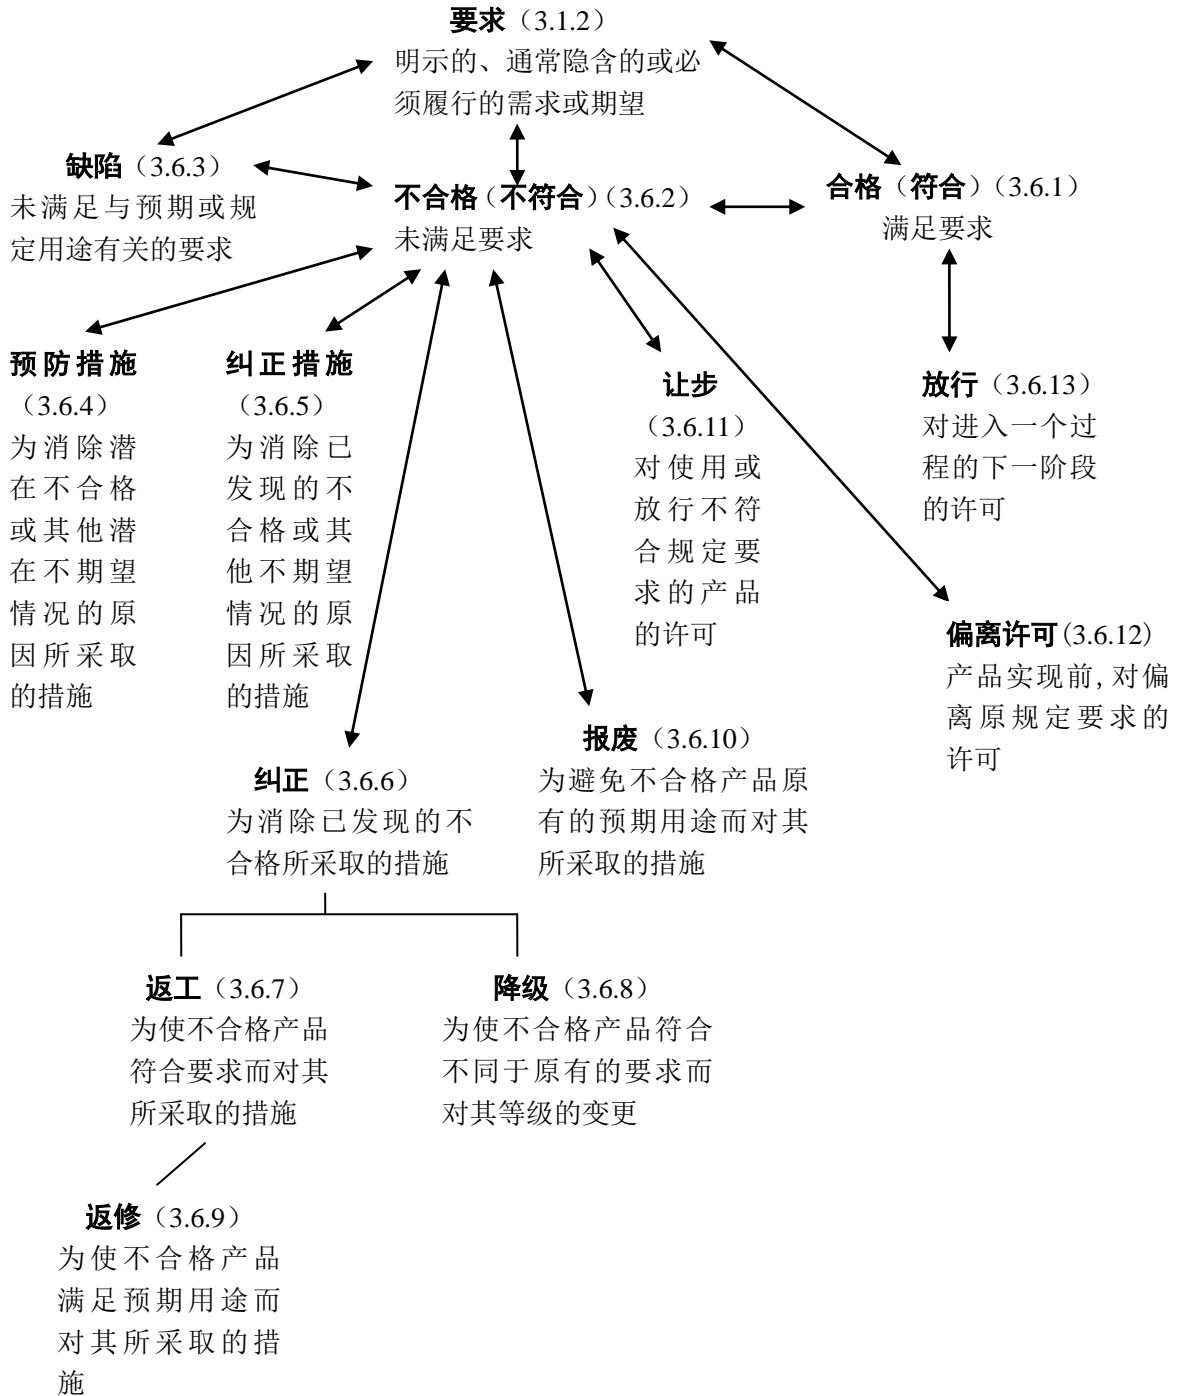 要求（3.1.2）
明示的、通常隐含的或必
须履行的需求或期望
缺陷（3.6.3）
未满足与预期或规
定用途有关的要求
不合格（不符合）(3.6.2)
未满足要求
合格（符合）(3.6.1)
满足要求
预防措施
（3.6.4）
为消除潜
在不合格
或其他潜
在不期望
情况的原
因所采取
的措施
纠正措施
（3.6.5）
为消除已
发现的不
合格或其
他不期望
情况的原
因所采取
的措施
让步
（3.6.11）
对使用或
放行不符
合规定要
求的产品
的许可
放行（3.6.13）
对进入一个过
程的下一阶段
的许可
偏离许可(3.6.12)
产品实现前,对偏
离原规定要求的
许可
纠正（3.6.6）
为消除已发现的不
合格所采取的措施
报废（3.6.10）
为避免不合格产品原
有的预期用途而对其
所采取的措施
返工（3.6.7）
为使不合格产品
符合要求而对其
所采取的措施
降级（3.6.8）
为使不合格产品符合
不同于原有的要求而
对其等级的变更
返修（3.6.9）
为使不合格产品
满足预期用途而
对其所采取的措
施